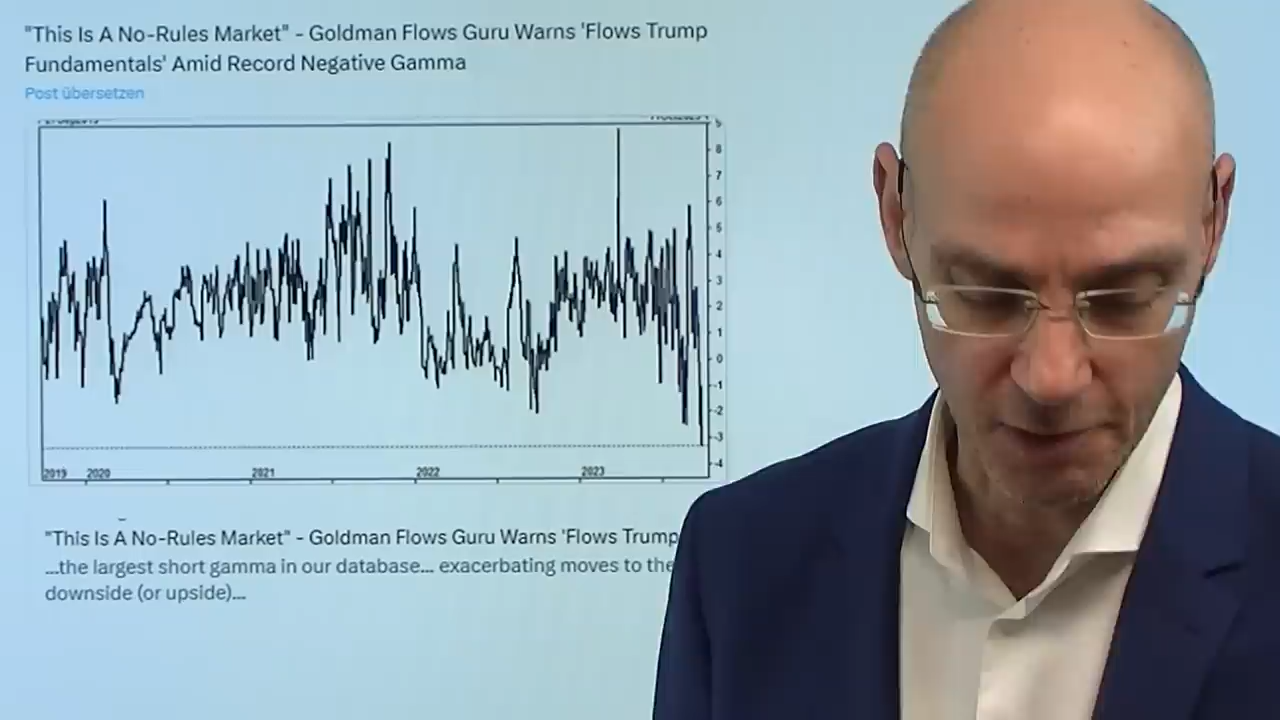 "This Is A No-Rules Market" - Goldman Flows Guru Warns 'Flows Trump
Fundamentals' Amid Record Negative Gamma
Post übersetzen
8
7
6
5
4
3
2
1
0
-1
-2
-3
-4
2019 2020 2021 2022 2023
"This Is A No-Rules Market" - Goldman Flows Guru Warns 'Flows Trump
...the largest short gamma in our database... exacerbating moves to the
downside (or upside)...